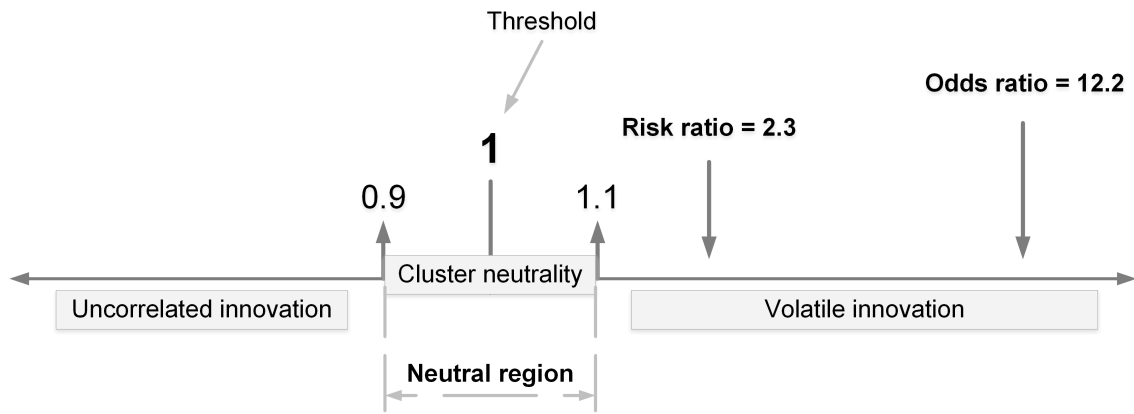 Threshold
Odds ratio = 12.2
Risk ratio = 2.3
1
0.9
1.1
Cluster neutrality
Uncorrelated innovation
Volatile innovation
Neutral region